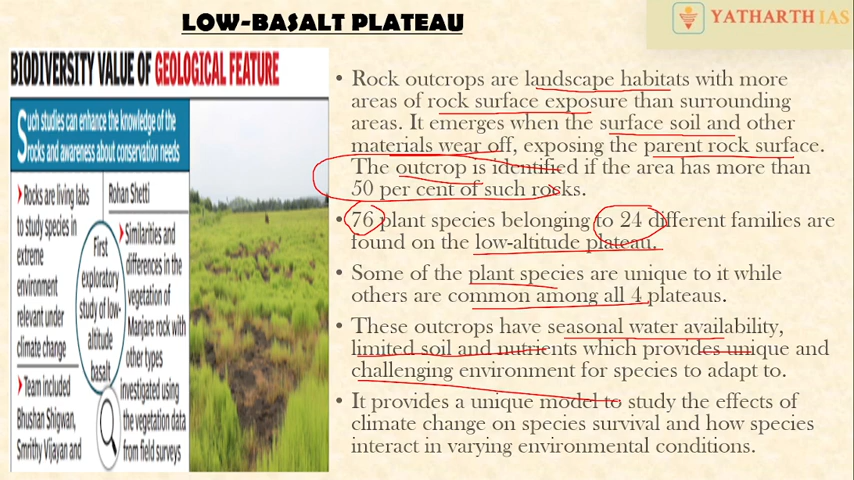 LOW-BASALT PLATEAU
YATHARTH IAS
BIODIVERSITY VALUE OF GEOLOGICAL FEATURE
Such studies can enhance the knowledge of the
rocks and awareness about conservation needs
Rocks are living labs
to study species in
extreme
environment
relevant under
climate change
Team included
Bhushan Shigwan,
Smrithy Vijayan and
Rohan Shetti
First
exploratory
study of low-
altitude
basalt
Similarities and
differences in the
vegetation of
Manjare rock with
other types
investigated using
the vegetation data
from field surveys
• Rock outcrops are landscape habitats with more
areas of rock surface exposure than surrounding
areas. It emerges when the surface soil and other
materials wear off, exposing the parent rock surface.
The outcrop is identified if the area has more than
50 per cent of such rocks.
• 76 plant species belonging to 24 different families are
found on the low-altitude plateau.
• Some of the plant species are unique to it while
others are common among all 4 plateaus.
• These outcrops have seasonal water availability,
limited soil and nutrients which provides unique and
challenging environment for species to adapt to.
• It provides a unique model to study the effects of
climate change on species survival and how species
interact in varying environmental conditions.